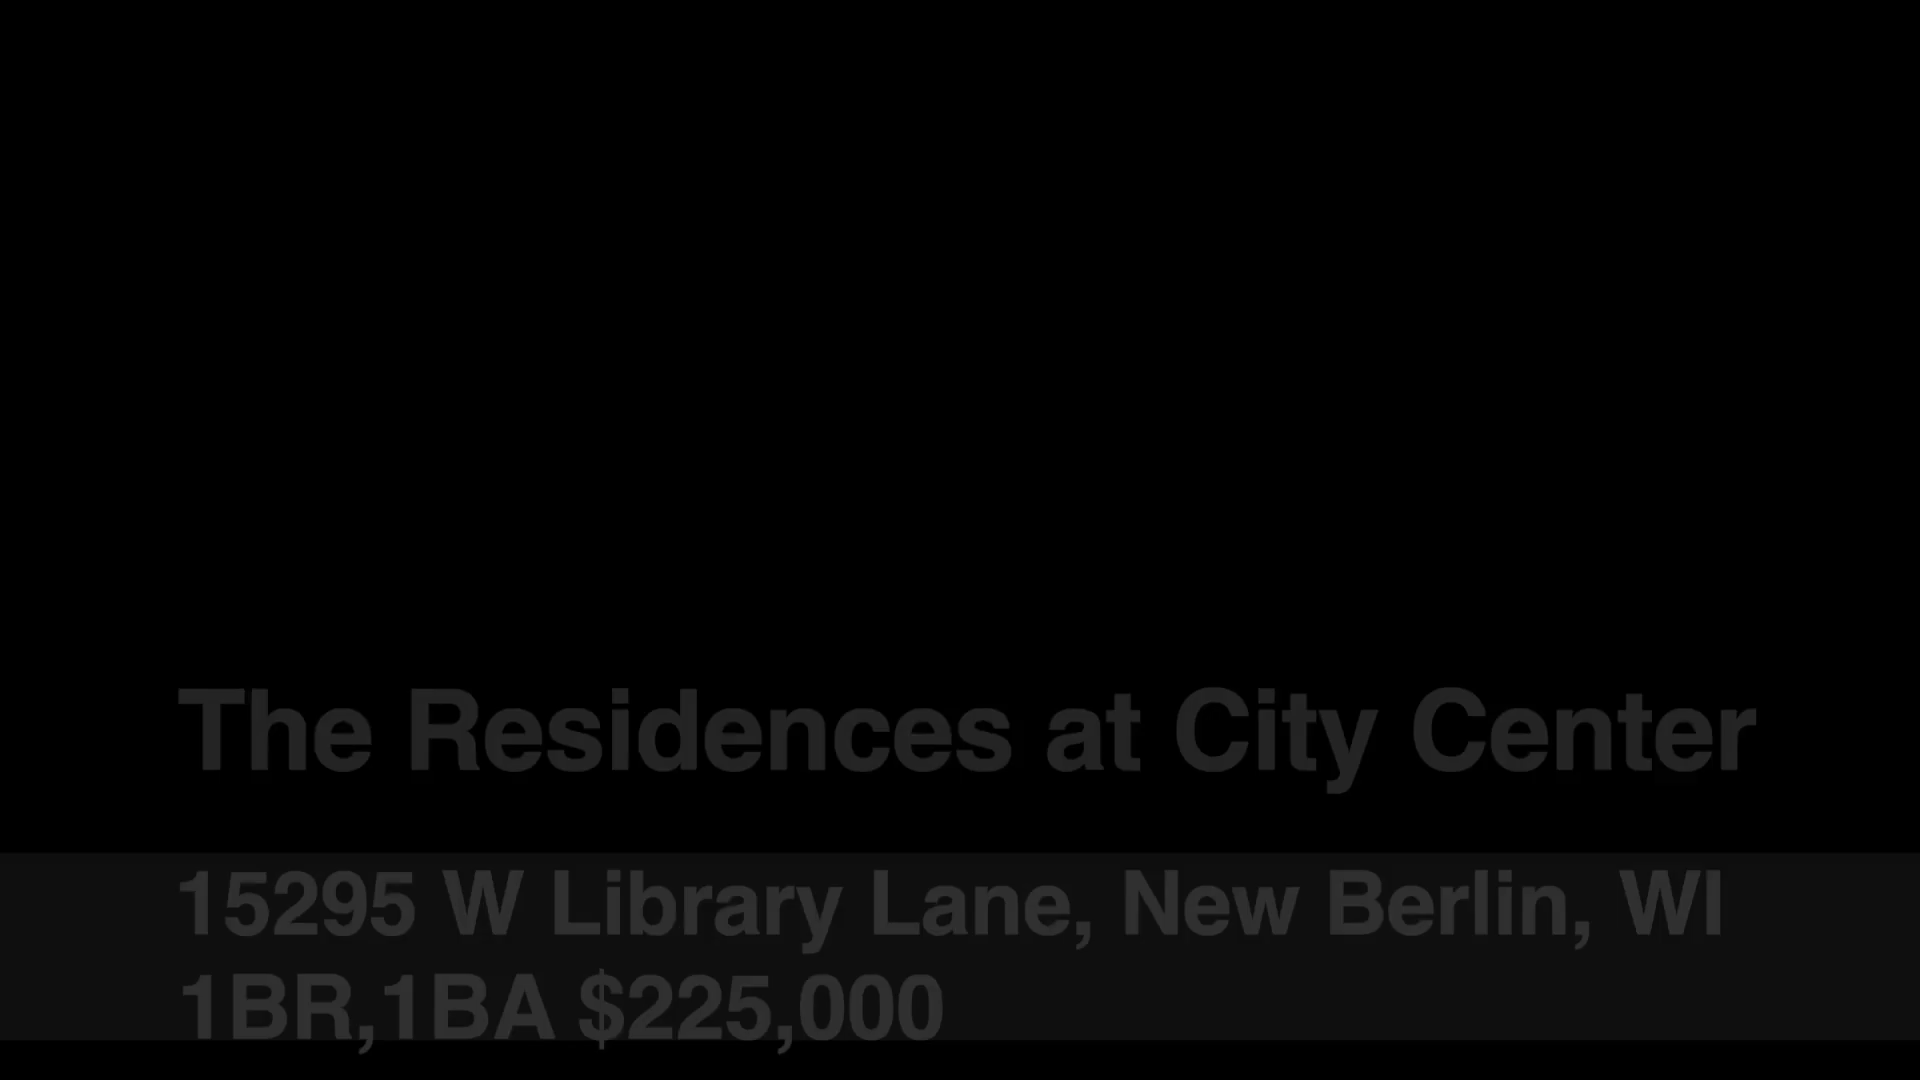 The Residences at City Center
15295 W Library Lane, New Berlin, WI
1BR,1BA $225,000